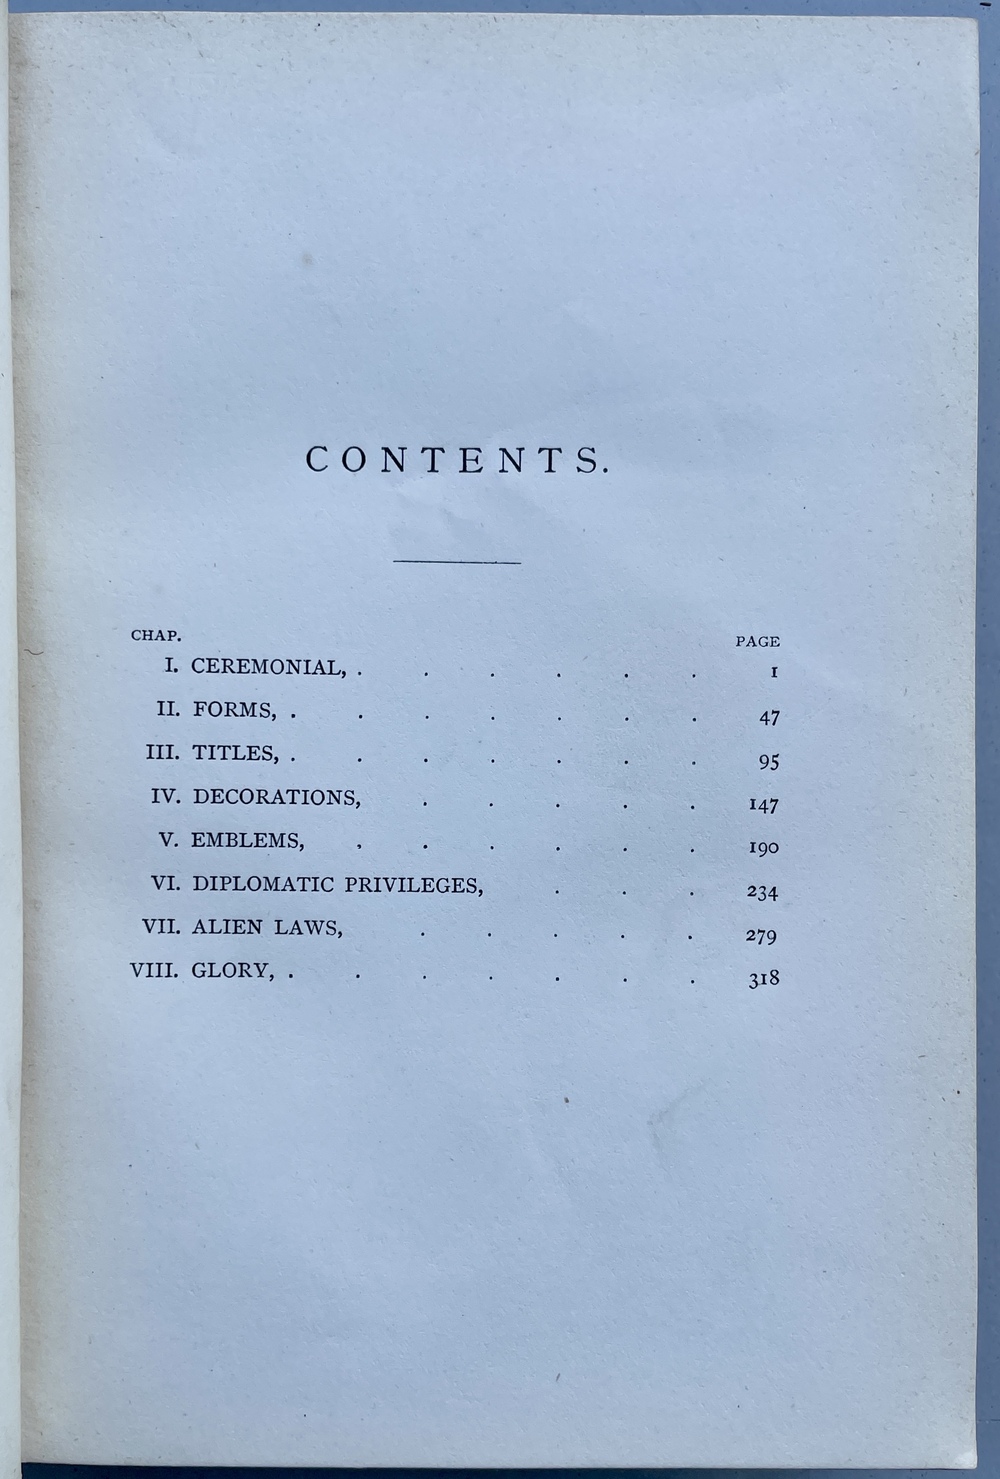 CONTENTS.
CHAP. PAGE
I. CEREMONIAL, . . . . . . 1
II. FORMS, . . . . . . . 47
III. TITLES, . . . . . . . 95
IV. DECORATIONS, . . . . . 147
V. EMBLEMS, . . . . . . 190
VI. DIPLOMATIC PRIVILEGES, . . . 234
VII. ALIEN LAWS, . . . . . 279
VIII. GLORY, . . . . . . . 318